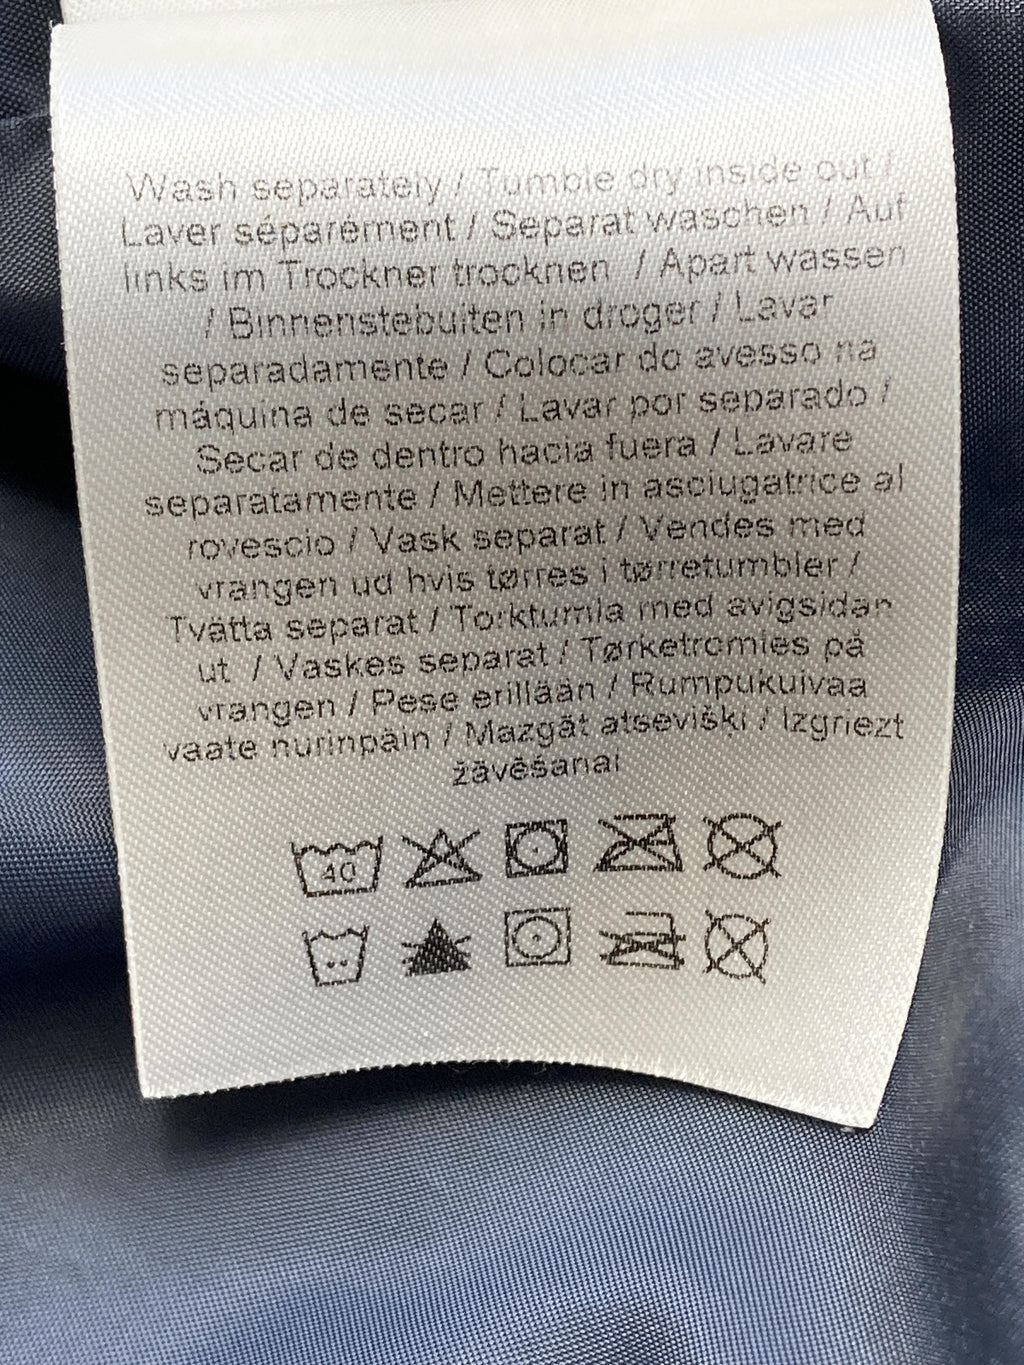 Wash separately / Tumble dry inside out /
Laver séparément / Separat waschen / Auf
links im Trockner trocknen / Apart wassen
/ Binnenstebuiten in droger / Lavar
separadamente / Colocar do avesso na
máquina de secar / Lavar por separado /
Secar de dentro hacia fuera / Lavare
separatamente / Mettere in asciugatrice al
rovescio / Vask separat / Vendes med
vrangen ud hvis tørres i tørretumbler /
Tvätta separat / Torktumla med avigsidan
ut / Vaskes separat / Tørketromles på
vrangen / Pese erillään / Rumpukuivaa
vaate nurinpäin / Mazgāt atsevišķi / Izgriezt
žāvēšanai
40